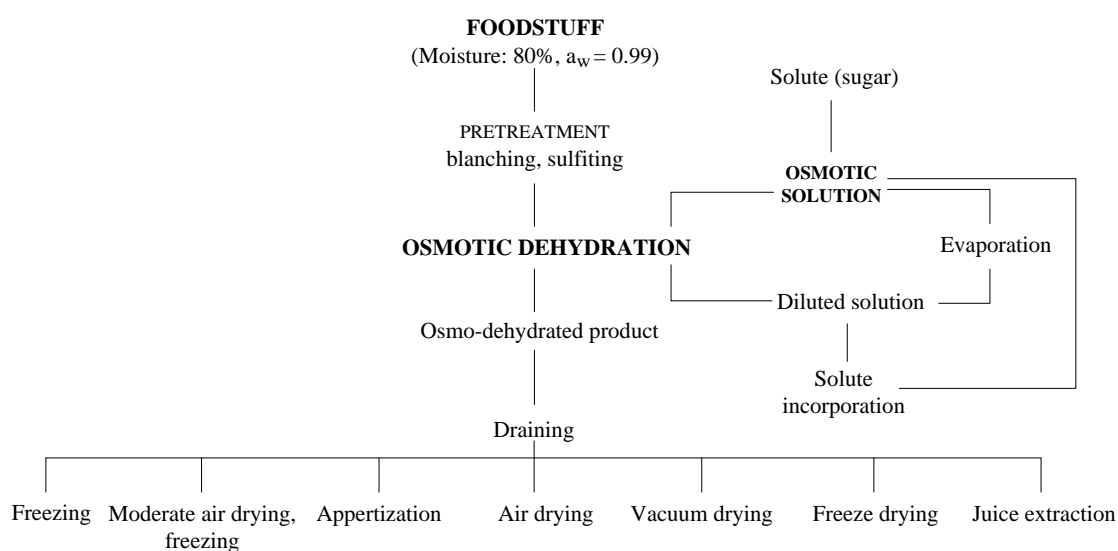 FOODSTUFF
(Moisture: 80%, aw = 0.99)
Solute (sugar)
PRETREATMENT
blanching, sulfiting
OSMOTIC
SOLUTION
OSMOTIC DEHYDRATION
Evaporation
Diluted solution
Osmo-dehydrated product
Solute
incorporation
Draining
Freezing
Moderate air drying,
freezing
Appertization
Air drying
Vacuum drying
Freeze drying
Juice extraction